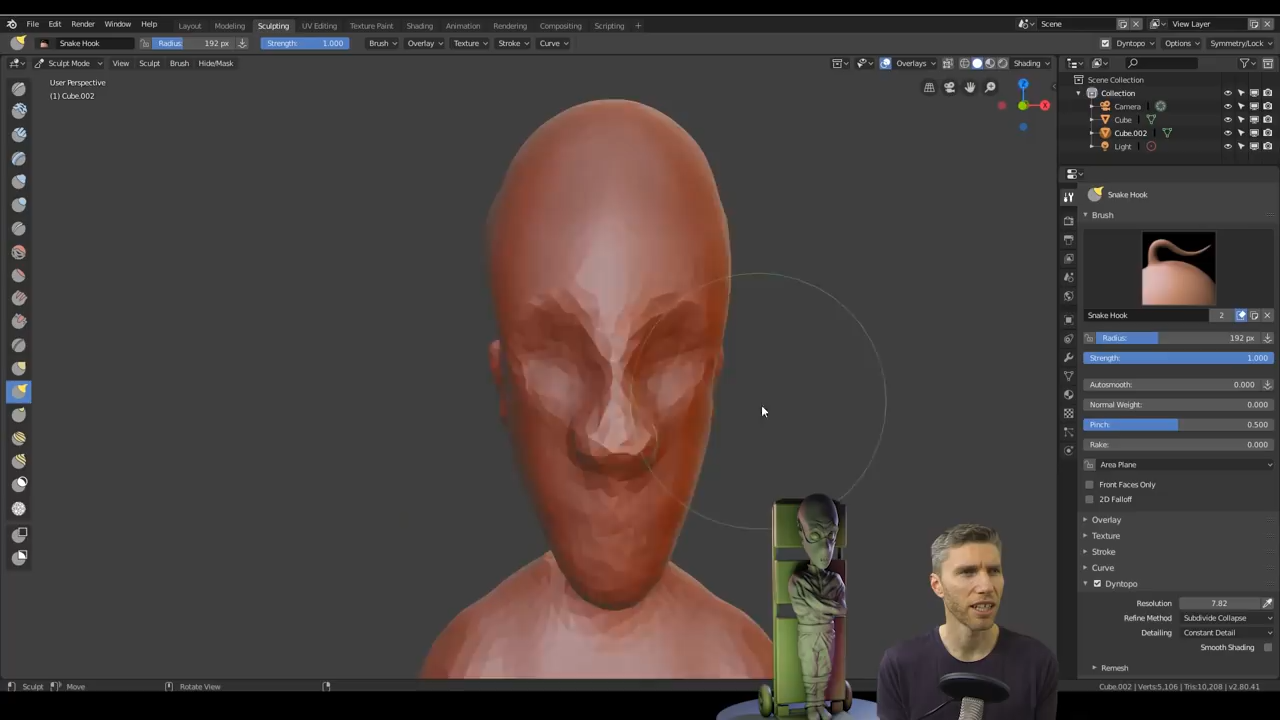 File Edit Render Window Help Layout Modeling Sculpting UV Editing Texture Paint Shading Animation Rendering Compositing Scripting + Scene View Layer
Snake Hook Radius 192 px Strength: 1.000 Brush Overlay Texture Stroke Curve Dyntopo Options Symmetry/Lock
Sculpt Mode View Sculpt Brush Hide/Mask Overlays Shading
User Perspective
(1) Cube.002
Z
X
Scene Collection
Collection
Camera
Cube
Cube.002
Light
Snake Hook
Brush
Snake Hook 2
Radius: 192 px
Strength: 1.000
Autosmooth: 0.000
Normal Weight: 0.000
Pinch: 0.500
Rake: 0.000
Area Plane
Front Faces Only
2D Falloff
Overlay
Texture
Stroke
Curve
Dyntopo
Resolution 7.82
Refine Method Subdivide Collapse
Detailing Constant Detail
Smooth Shading
Remesh
Sculpt Move Rotate View Cube.002 | Verts:5,106 | Tris:10,208 | v2.80.41